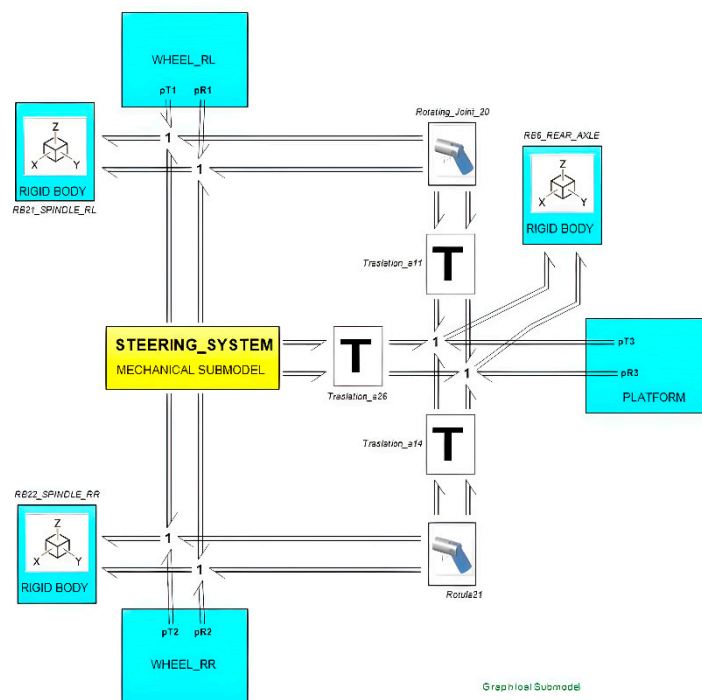 WHEEL_RL
pT1 pR1
Rotating_Joint_20
RB6_REAR_AXLE
1
Z
X Y
1
RIGID BODY
RB21_SPINDLE_RL
Z
X Y
RIGID BODY
Traslation_a11
T
STEERING_SYSTEM
MECHANICAL SUBMODEL
T
1
pT3
1
pR3
PLATFORM
Traslation_a26
Traslation_a14
T
RB22_SPINDLE_RR
1
Z
X Y
1
RIGID BODY
Rotula21
pT2 pR2
WHEEL_RR
Graphical Submodel